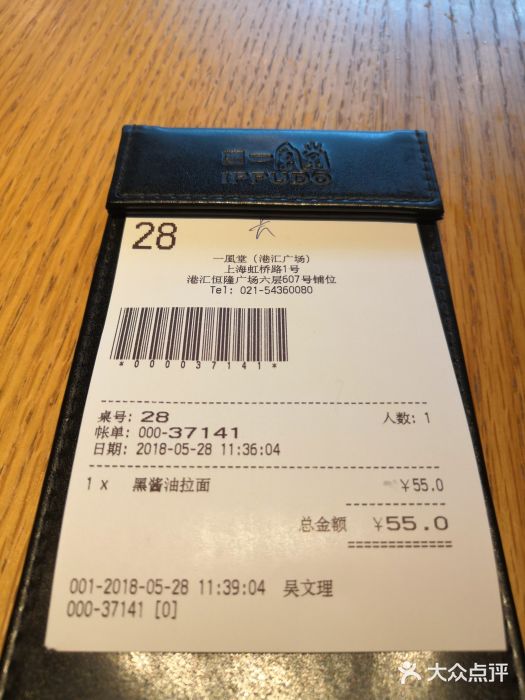 一風堂
IPPUDO
28
一風堂（港汇广场）
上海虹桥路1号
港汇恒隆广场六层607号铺位
Tel: 021-54360080
*000037141*
桌号: 28 人数: 1
帐单: 000-37141
日期: 2018-05-28 11:36:04
1 x 黑酱油拉面 ¥55.0
总金额 ¥55.0
001-2018-05-28 11:39:04 吴文理
000-37141 [0]
大众点评